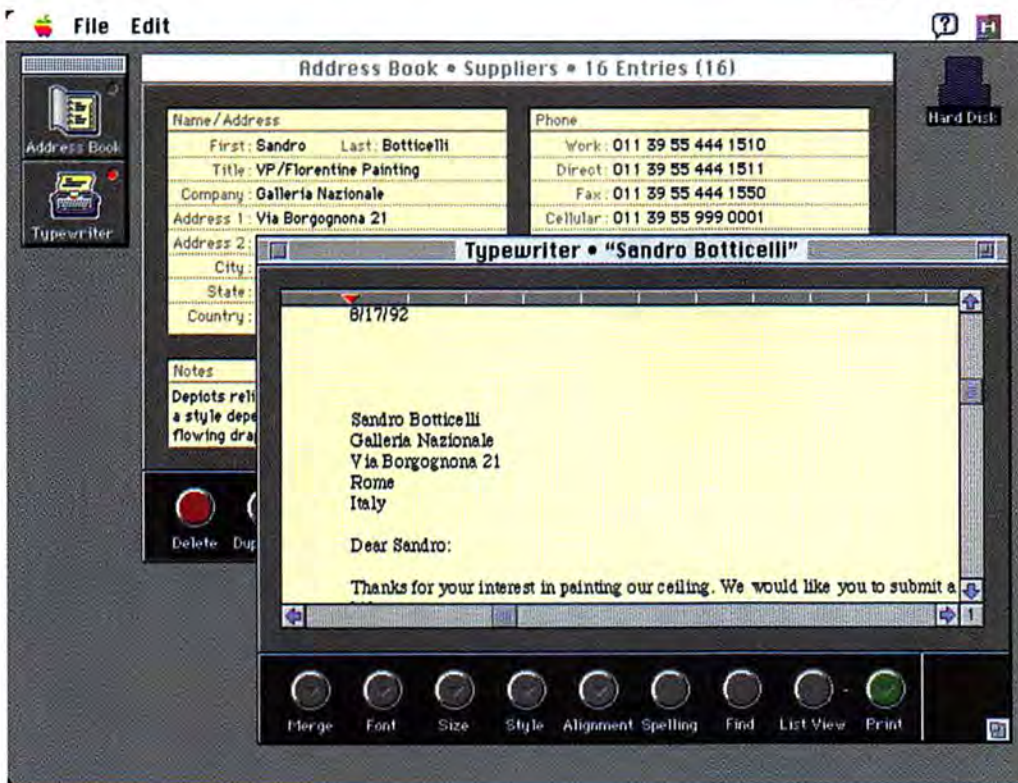 File Edit
Address Book • Suppliers • 16 Entries (16)
Hard Disk
Address Book
Typewriter
Name/Address
First: Sandro Last: Botticelli
Title: VP/Florentine Painting
Company: Galleria Nazionale
Address 1: Via Borgognona 21
Address 2:
City:
State:
Country:
Phone
Work: 011 39 55 444 1510
Direct: 011 39 55 444 1511
Fax: 011 39 55 444 1550
Cellular: 011 39 55 999 0001
Notes
Depicts reli
a style depe
flowing dra
Delete Dup
Typewriter • "Sandro Botticelli"
8/17/92
Sandro Botticelli
Galleria Nazionale
Via Borgognona 21
Rome
Italy
Dear Sandro:
Thanks for your interest in painting our ceiling. We would like you to submit a
1
Merge Font Size Style Alignment Spelling Find List View Print